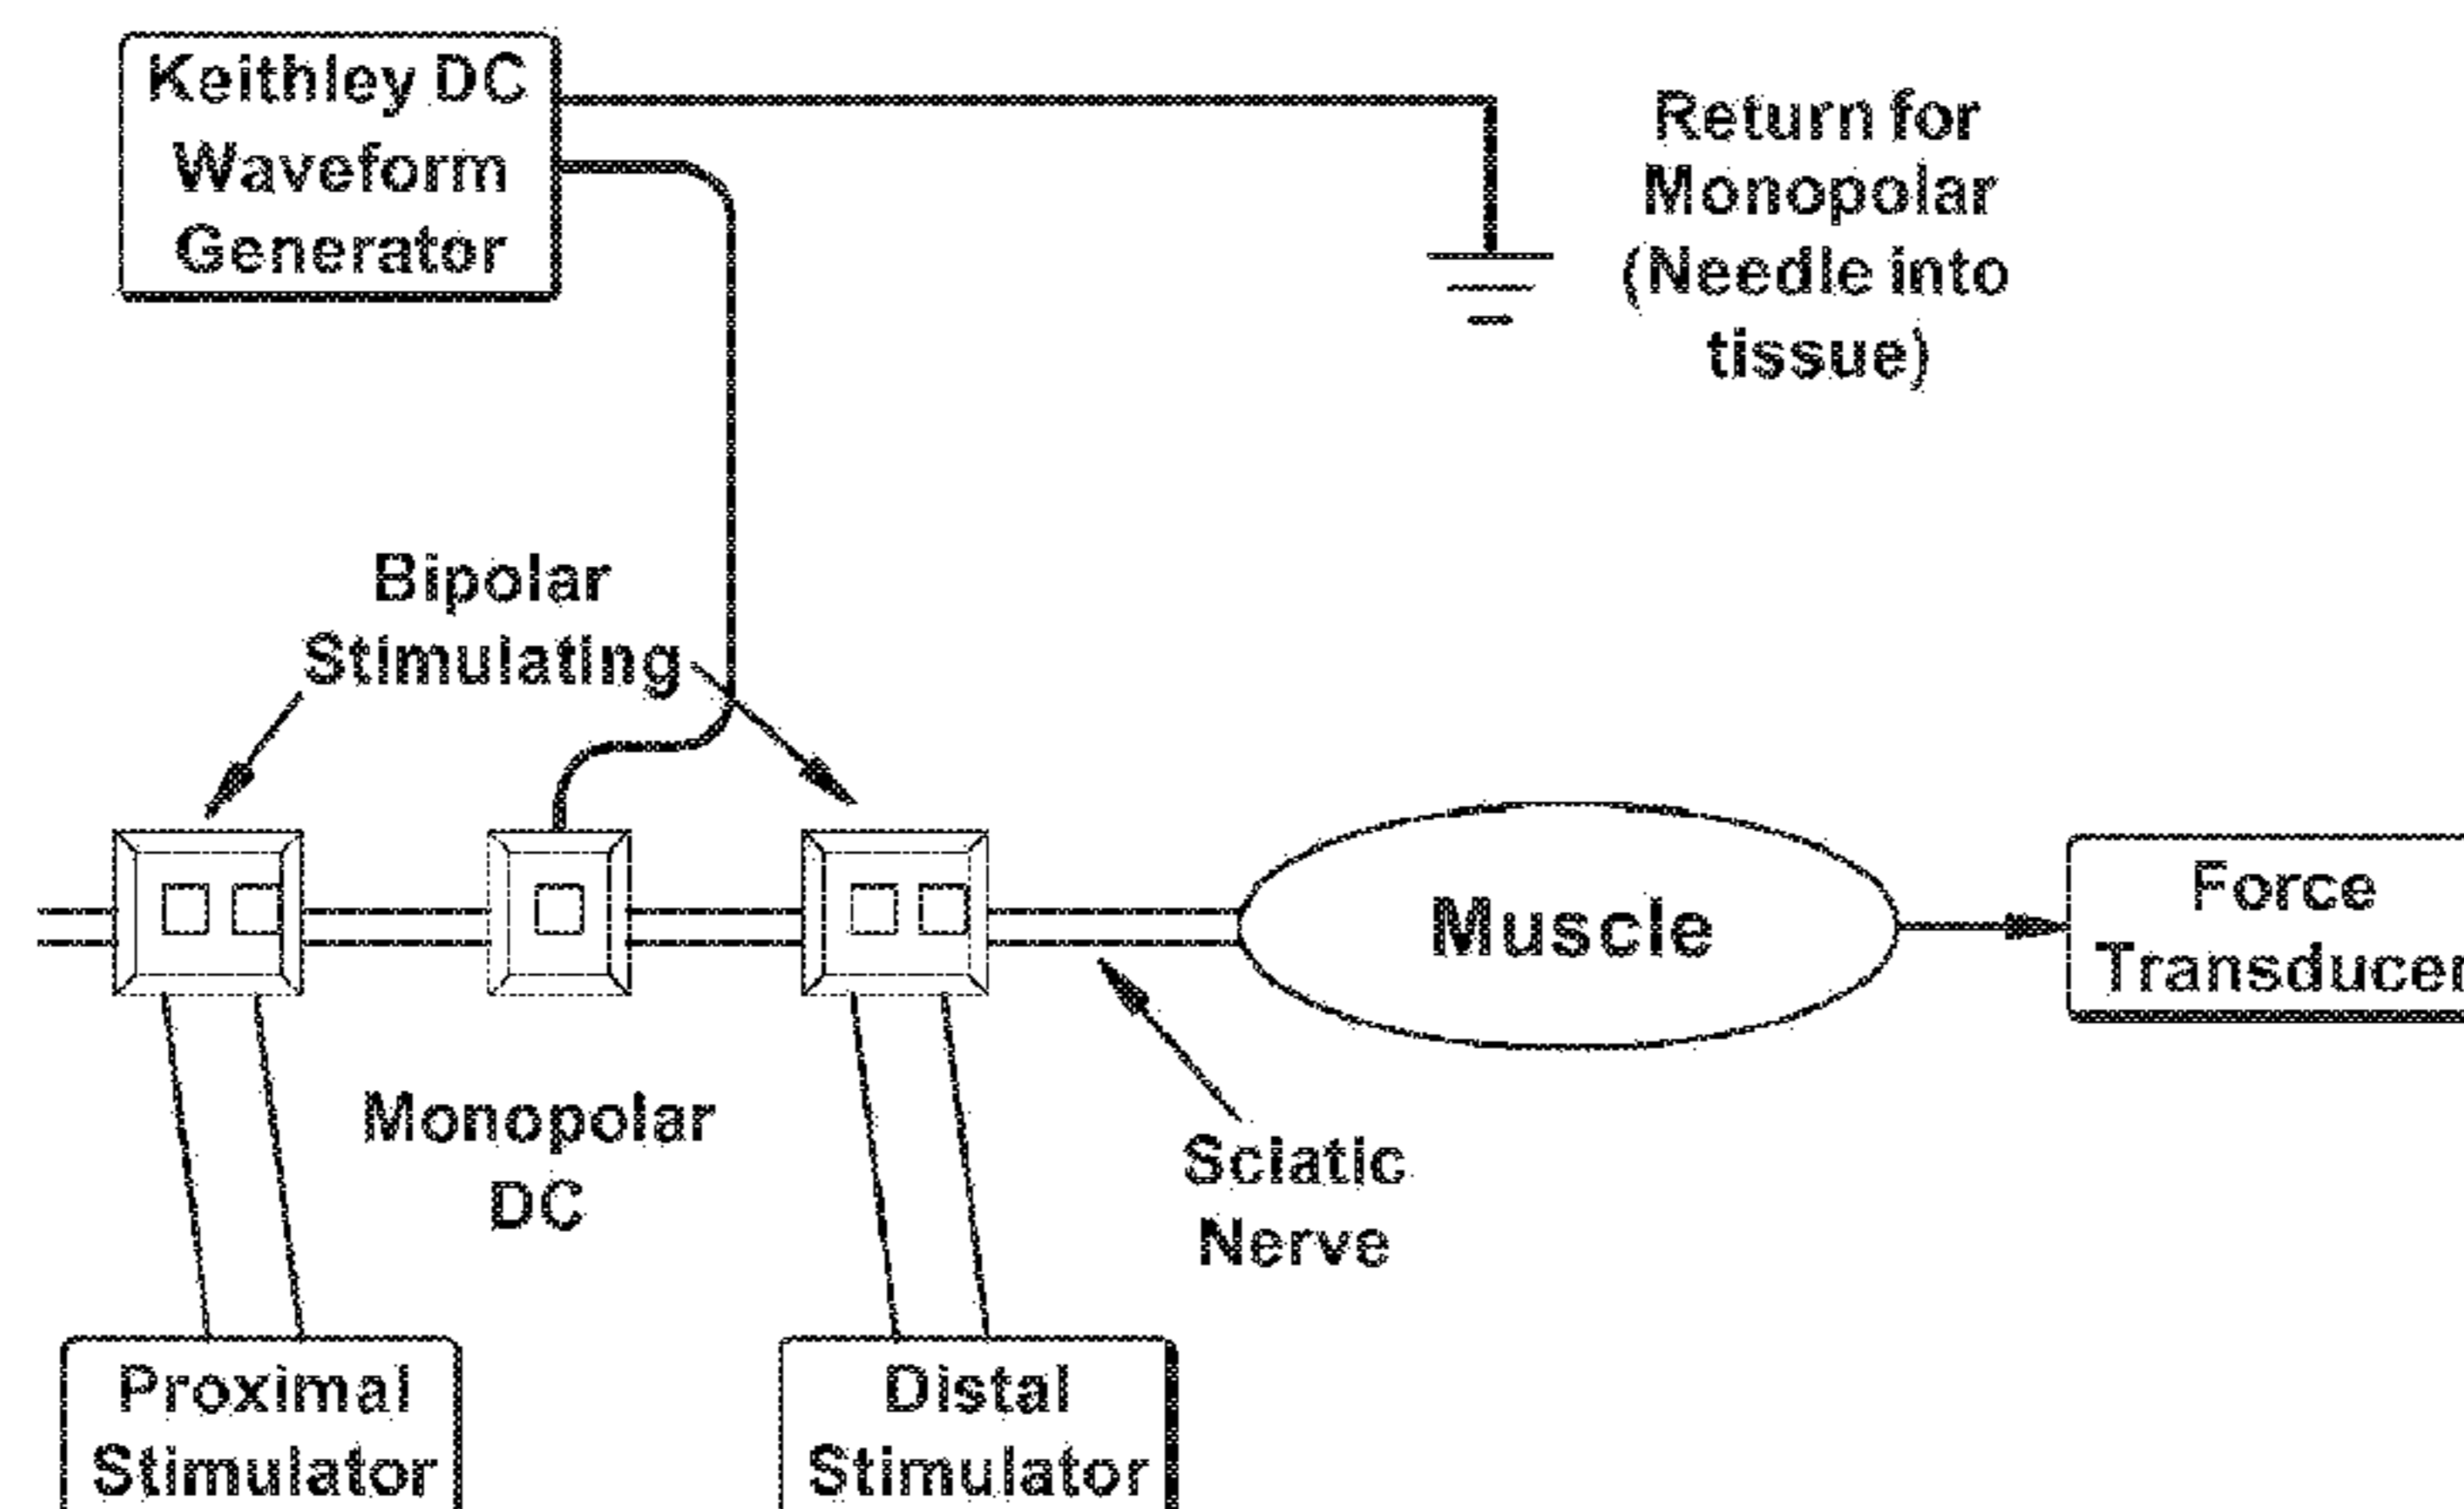 Keithley DC
Waveform
Generator
Return for
Monopolar
(Needle into
tissue)
Bipolar
Stimulating
Muscle
Force
Transducer
Monopolar
DC
Sciatic
Nerve
Proximal
Stimulator
Distal
Stimulator